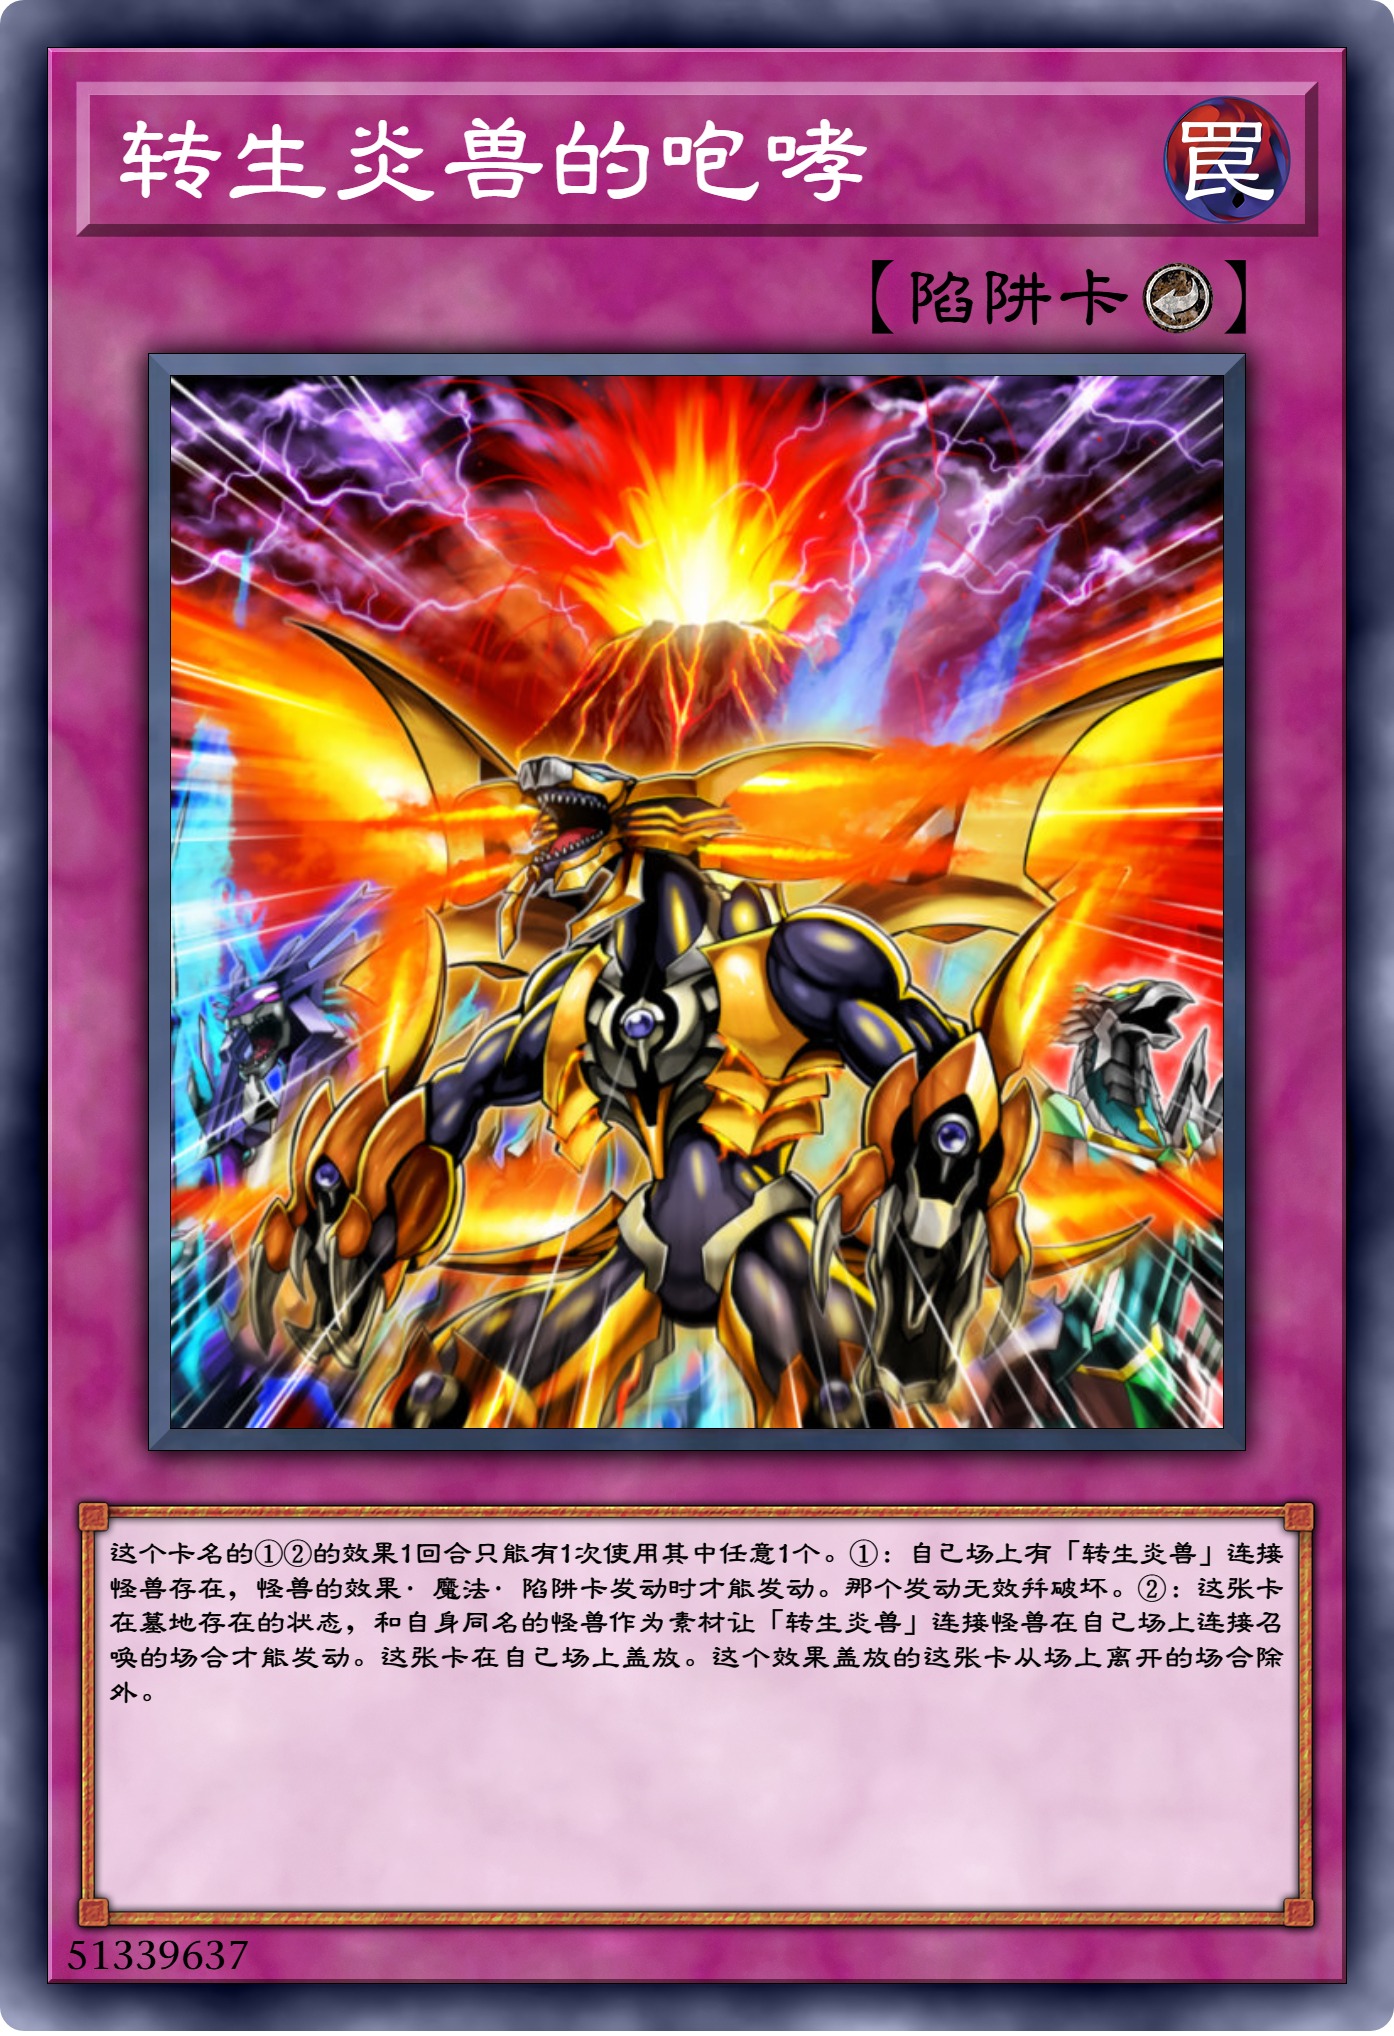 转生炎兽的咆哮
罠
【陷阱卡】
这个卡名的①②的效果1回合只能有1次使用其中任意1个。①：自己场上有「转生炎兽」连接
怪兽存在，怪兽的效果·魔法·陷阱卡发动时才能发动。那个发动无效并破坏。②：这张卡
在墓地存在的状态，和自身同名的怪兽作为素材让「转生炎兽」连接怪兽在自己场上连接召
唤的场合才能发动。这张卡在自己场上盖放。这个效果盖放的这张卡从场上离开的场合除
外。
51339637